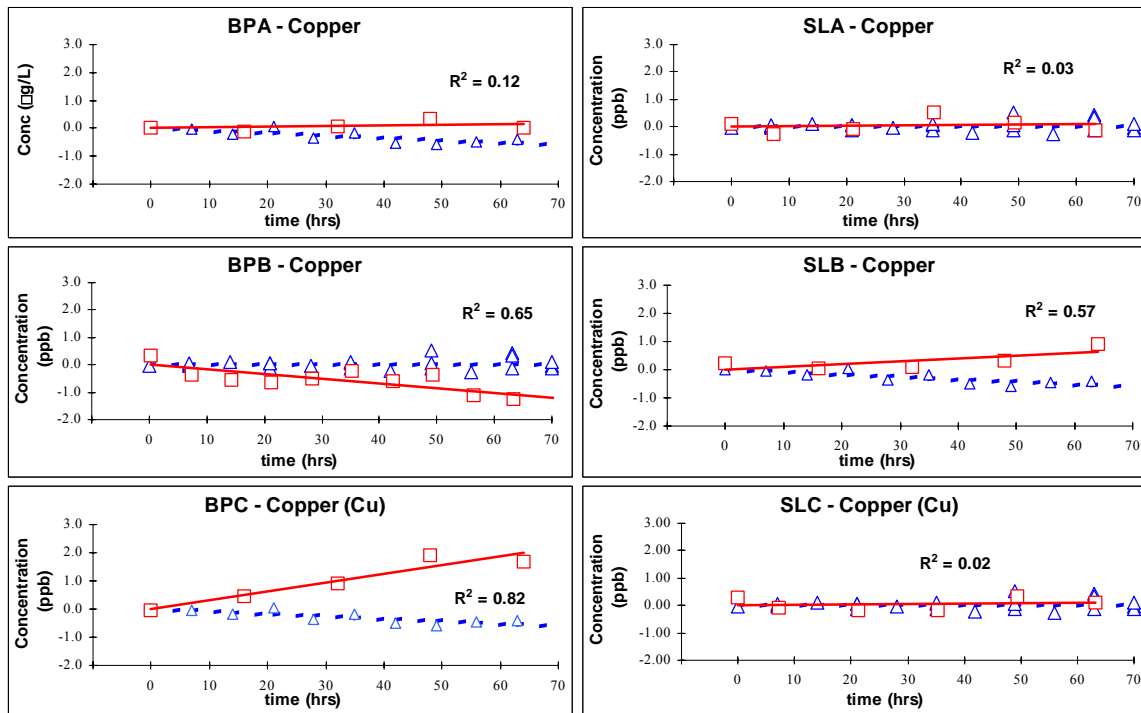 BPA - Copper
Conc (□g/L)
3.0
2.0
1.0
0.0
-1.0
-2.0
R² = 0.12
0 10 20 30 40 50 60 70
time (hrs)
SLA - Copper
Concentration
(ppb)
3.0
2.0
1.0
0.0
-1.0
-2.0
R² = 0.03
0 10 20 30 40 50 60 70
time (hrs)
BPB - Copper
Concentration
(ppb)
3.0
2.0
1.0
0.0
-1.0
-2.0
R² = 0.65
0 10 20 30 40 50 60 70
time (hrs)
SLB - Copper
Concentration
(ppb)
3.0
2.0
1.0
0.0
-1.0
-2.0
R² = 0.57
0 10 20 30 40 50 60 70
time (hrs)
BPC - Copper (Cu)
Concentration
(ppb)
3.0
2.0
1.0
0.0
-1.0
-2.0
R² = 0.82
0 10 20 30 40 50 60 70
time (hrs)
SLC - Copper (Cu)
Concentration
(ppb)
3.00
2.00
1.00
0.00
-1.00
-2.00
R² = 0.02
0 10 20 30 40 50 60 70
time (hrs)